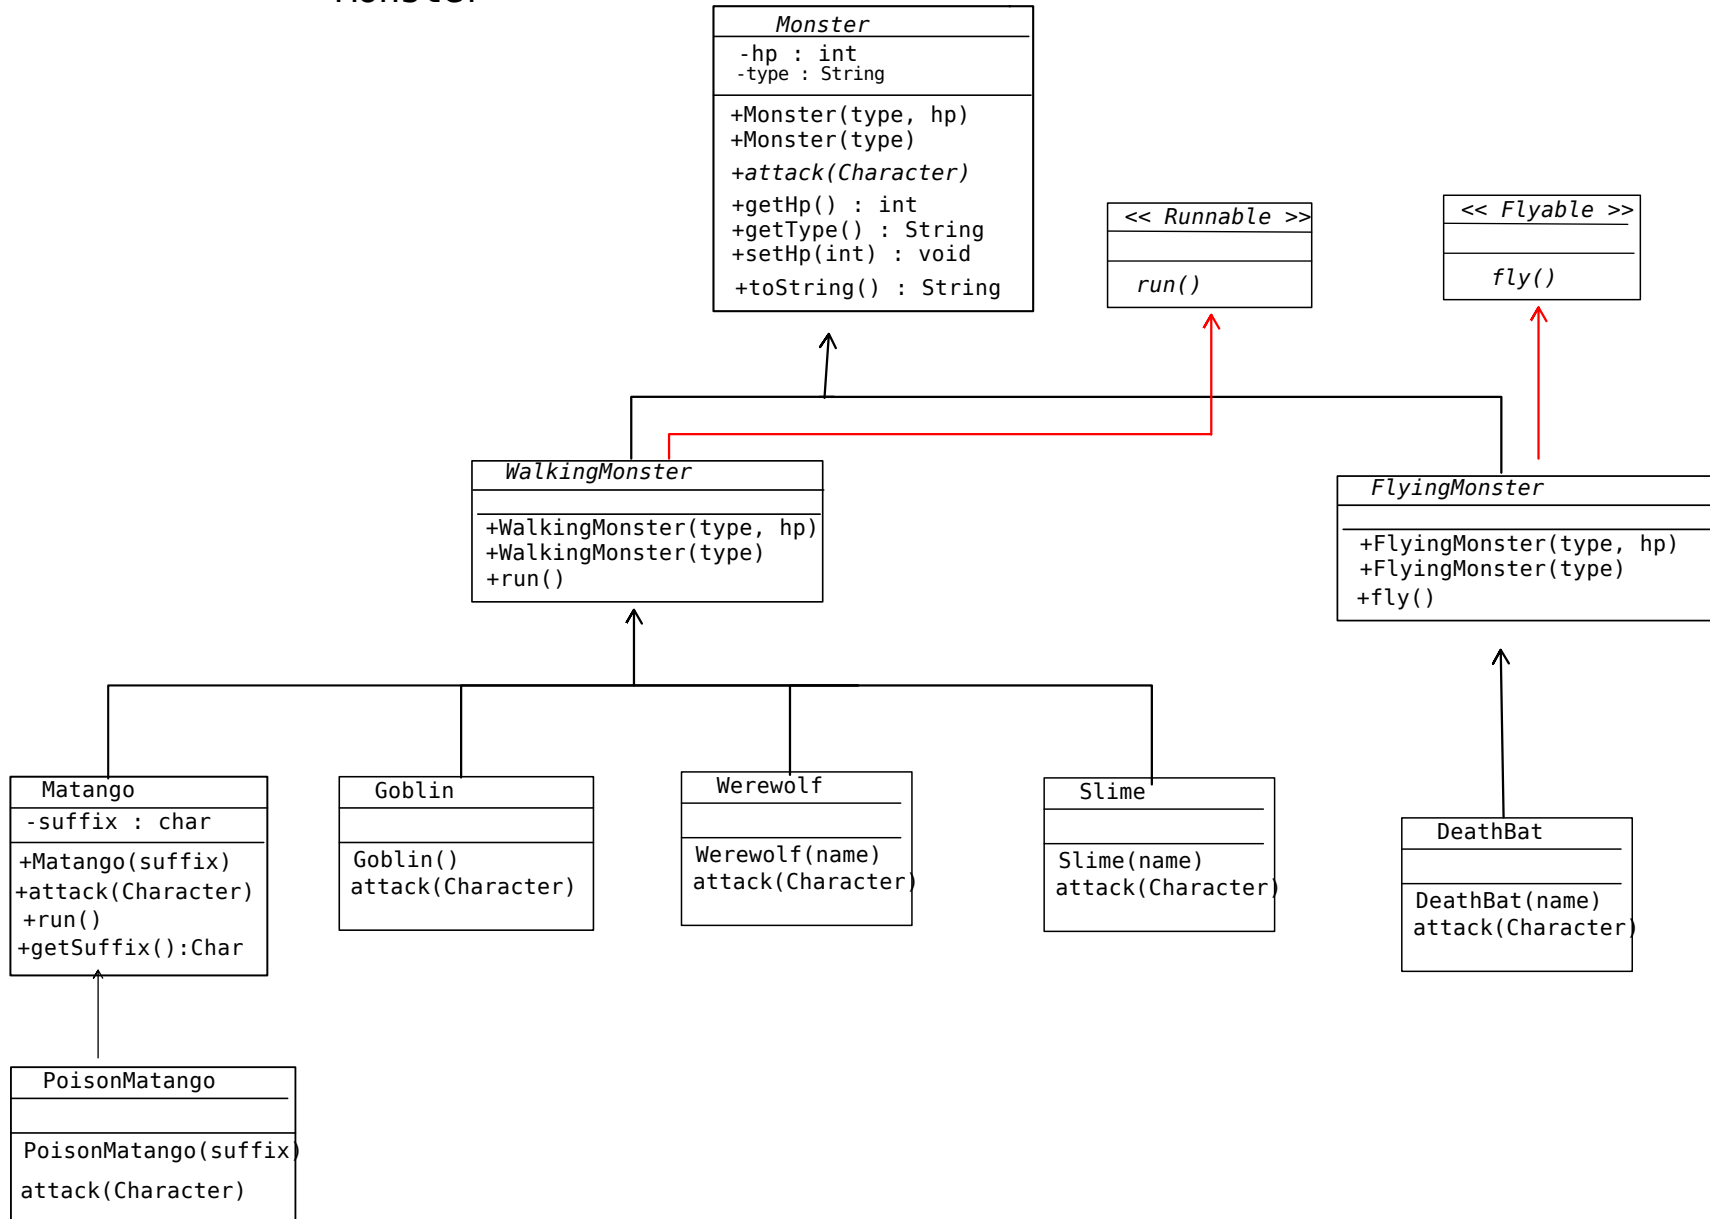 Monster
Monster
-hp : int
-type : String
+Monster(type, hp)
+Monster(type)
+attack(Character)
+getHp() : int
+getType() : String
+setHp(int) : void
+toString() : String
<< Runnable >>
run()
<< Flyable >>
fly()
WalkingMonster
+WalkingMonster(type, hp)
+WalkingMonster(type)
+run()
FlyingMonster
+FlyingMonster(type, hp)
+FlyingMonster(type)
+fly()
Matango
-suffix : char
+Matango(suffix)
+attack(Character)
+run()
+getSuffix():Char
Goblin
Goblin()
attack(Character)
Werewolf
Werewolf(name)
attack(Character)
Slime
Slime(name)
attack(Character)
DeathBat
DeathBat(name)
attack(Character)
PoisonMatango
PoisonMatango(suffix)
attack(Character)